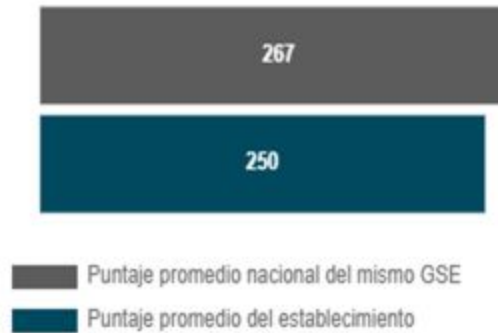 267
250
Puntaje promedio nacional del mismo GSE
Puntaje promedio del establecimiento